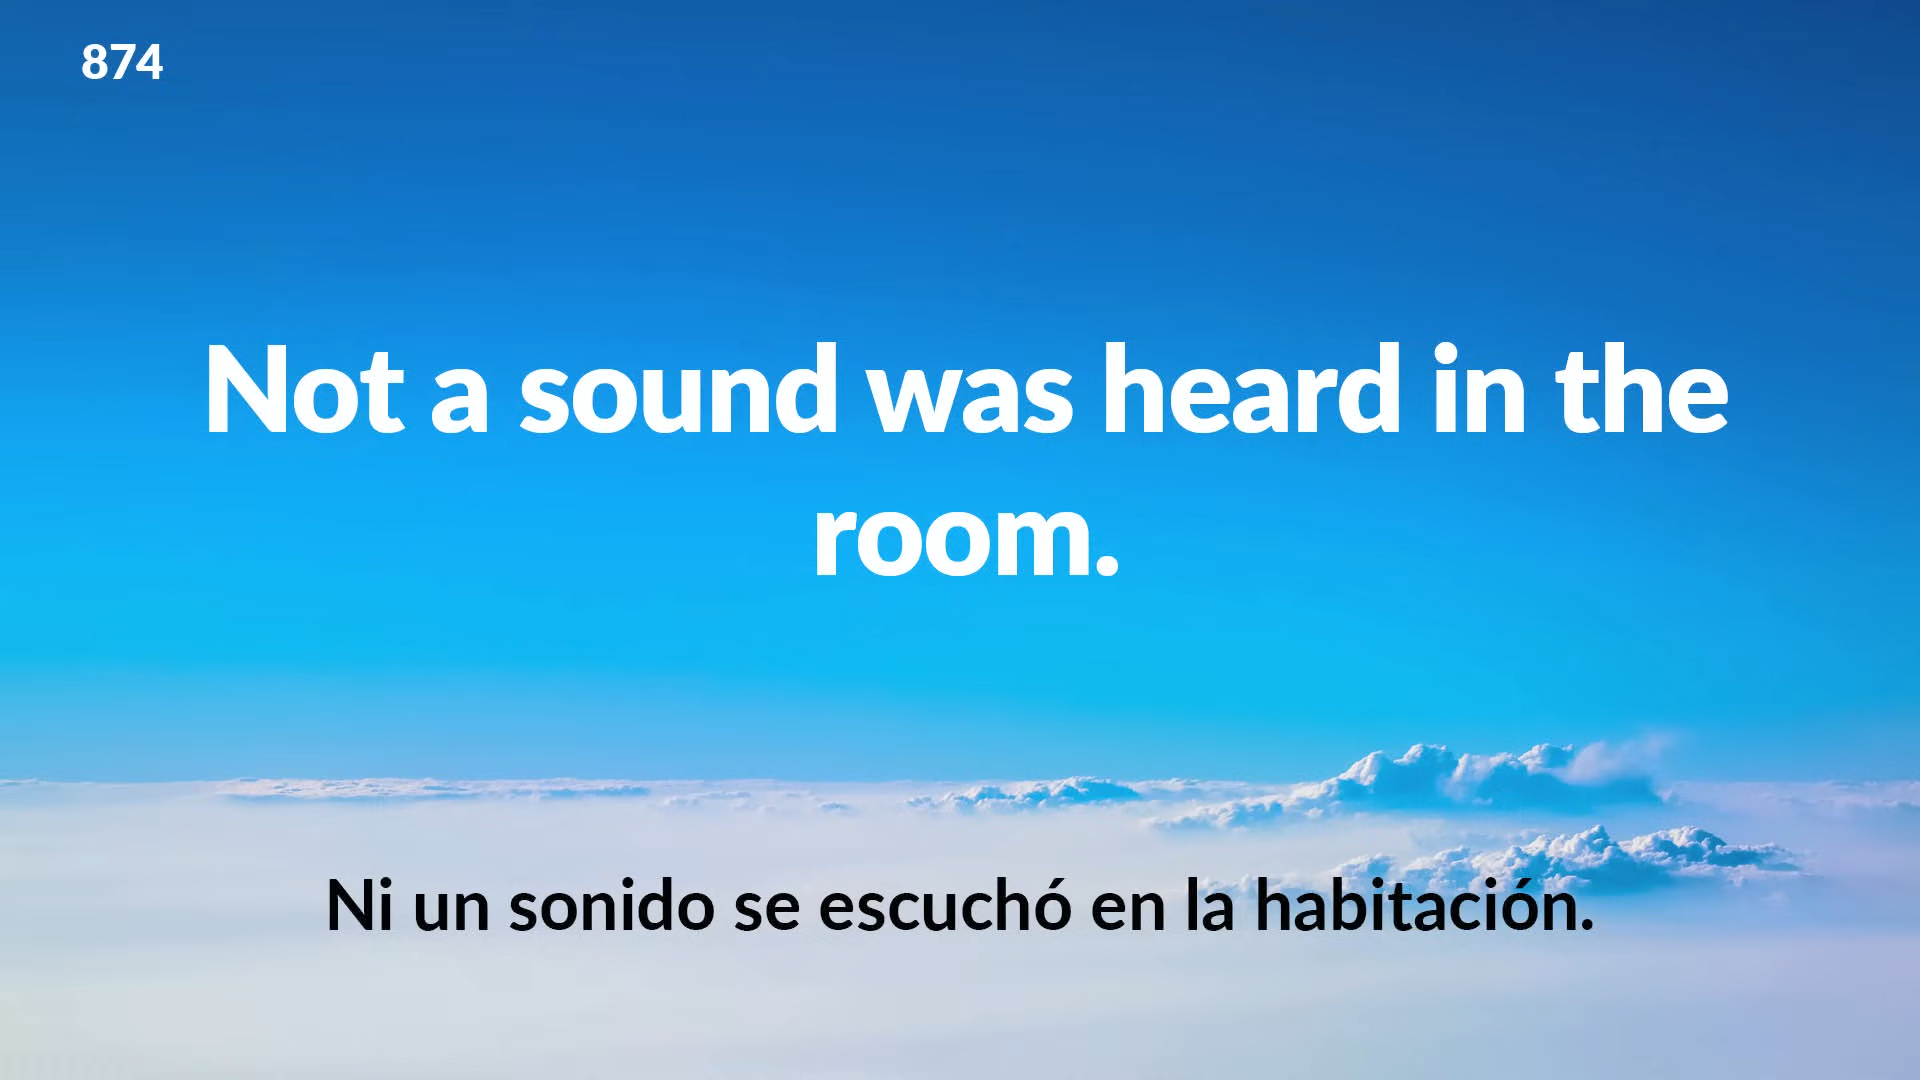 874
Not a sound was heard in the
room.
Ni un sonido se escuchó en la habitación.